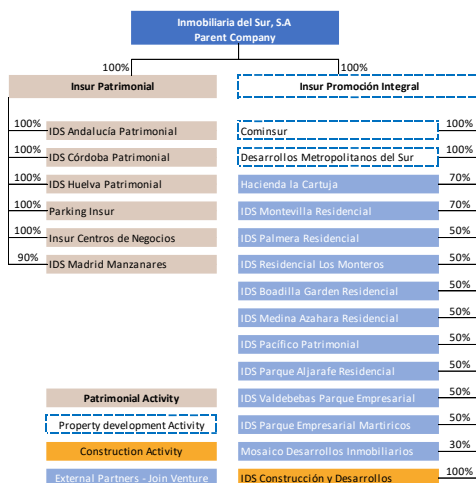 Inmobiliaria del Sur, S.A
Parent Company
100% 100%
Insur Patrimonial
Insur Promoción Integral
100% IDS Andalucía Patrimonial
100% IDS Córdoba Patrimonial
100% IDS Huelva Patrimonial
100% Parking Insur
100% Insur Centros de Negocios
90% IDS Madrid Manzanares
Cominsur 100%
Desarrollos Metropolitanos del Sur 100%
Hacienda la Cartuja 70%
IDS Montevilla Residencial 70%
IDS Palmera Residencial 50%
IDS Residencial Los Monteros 50%
IDS Boadilla Garden Residencial 50%
IDS Medina Azahara Residencial 50%
IDS Pacífico Patrimonial 50%
IDS Parque Aljarafe Residencial 50%
IDS Valdebebas Parque Empresarial 50%
IDS Parque Empresarial Martiricos 50%
Mosaico Desarrollos Inmobiliarios 30%
IDS Construcción y Desarrollos 100%
Patrimonial Activity
Property development Activity
Construction Activity
External Partners - Join Venture